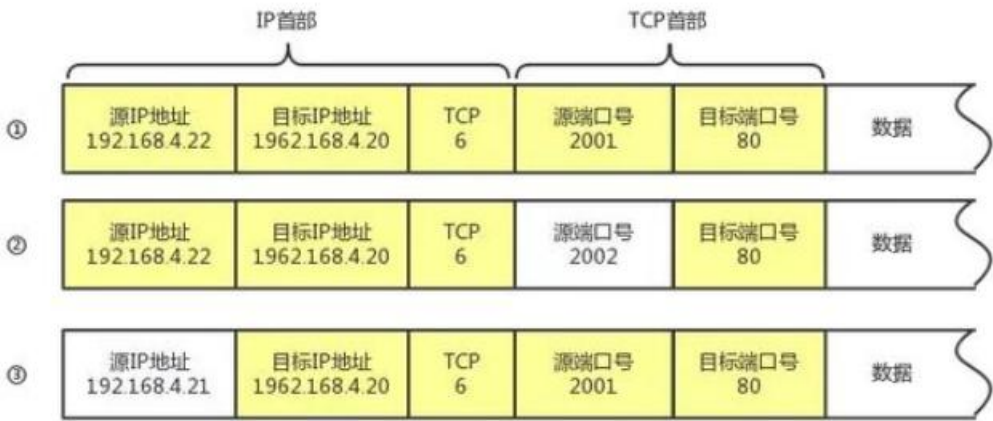 IP首部 TCP首部
① 源IP地址 目标IP地址 TCP 源端口号 目标端口号 数据
192.168.4.22 1962.168.4.20 6 2001 80
② 源IP地址 目标IP地址 TCP 源端口号 目标端口号 数据
192.168.4.22 1962.168.4.20 6 2002 80
③ 源IP地址 目标IP地址 TCP 源端口号 目标端口号 数据
192.168.4.21 1962.168.4.20 6 2001 80